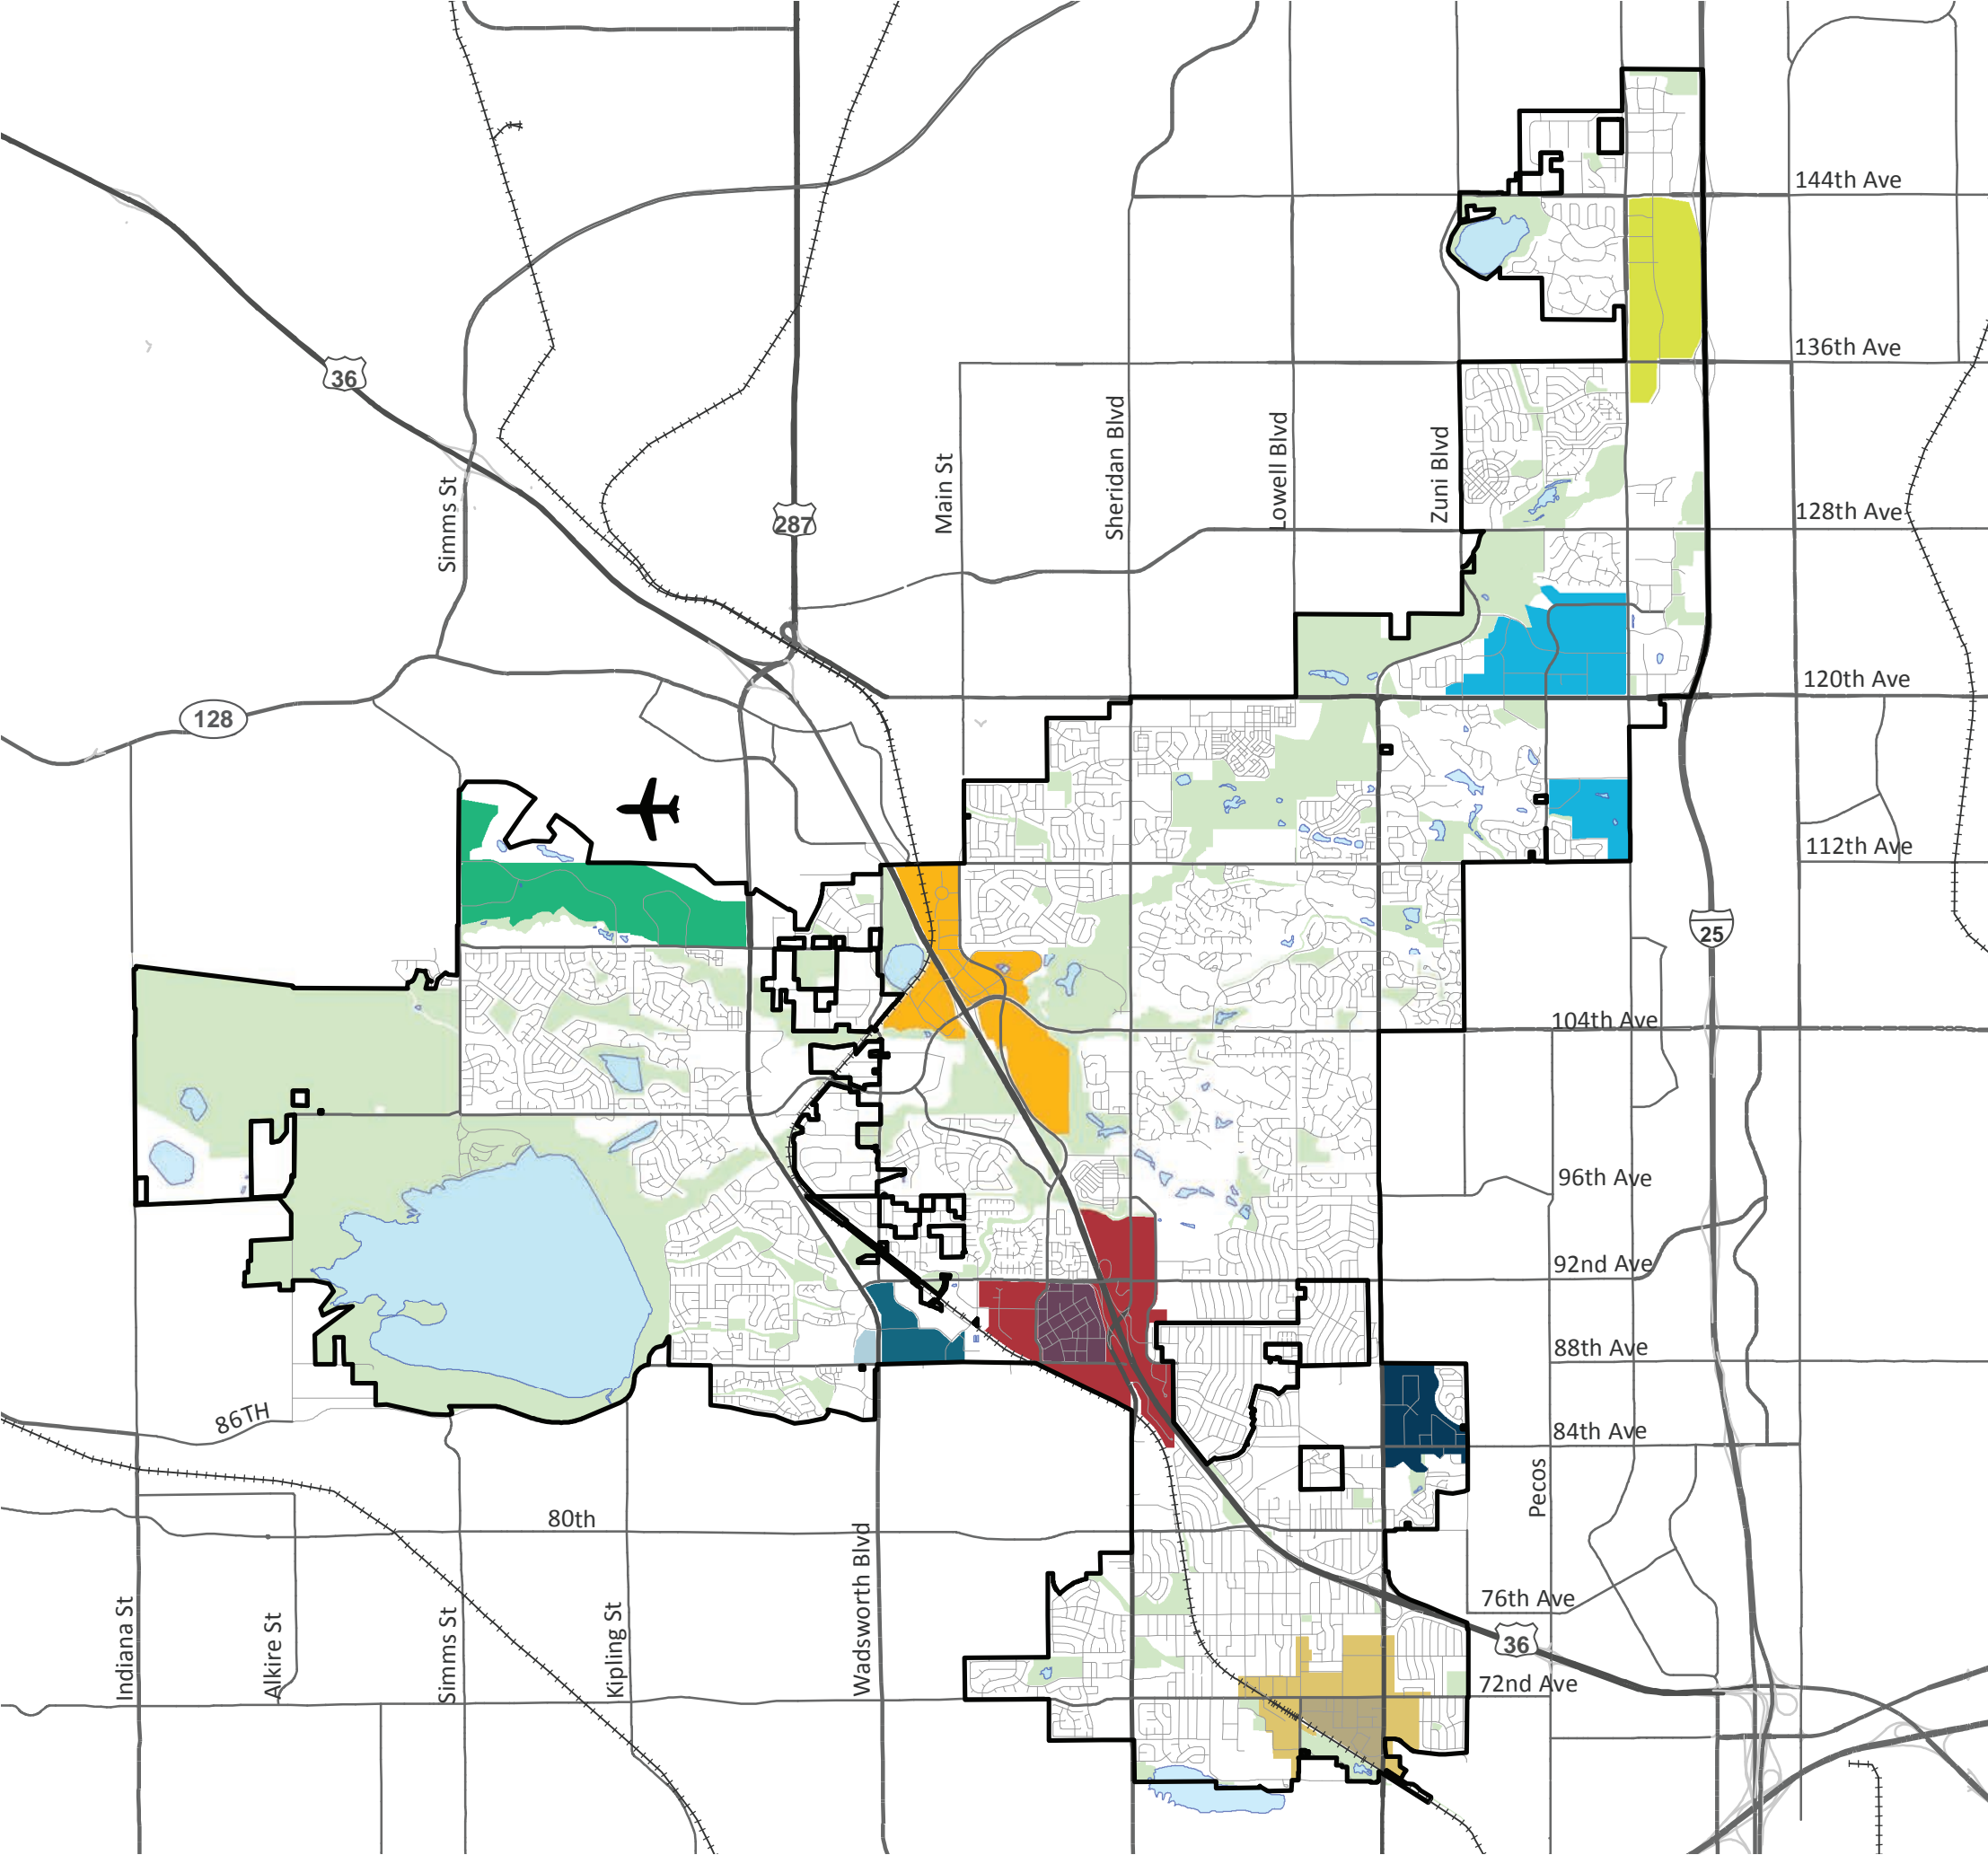 144th Ave
136th Ave
36
Main St
Sheridan Blvd
Lowell Blvd
Zuni Blvd
Simms St
287
128th Ave
120th Ave
128
112th Ave
25
104th Ave
96th Ave
92nd Ave
88th Ave
86TH
84th Ave
Pecos
80th
Wadsworth Blvd
76th Ave
Indiana St
Alkire St
Simms St
Kipling St
36
72nd Ave